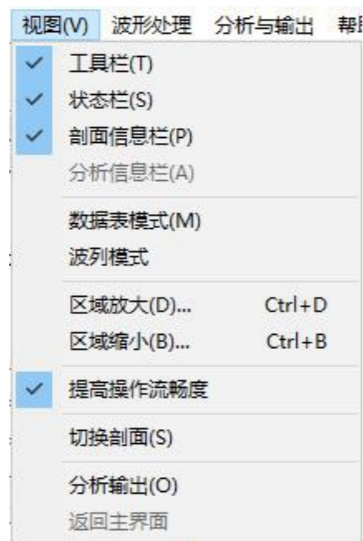 视图(V) 波形处理 分析与输出
工具栏(T)
状态栏(S)
剖面信息栏(P)
分析信息栏(A)
数据表模式(M)
波列模式
区域放大(D)... Ctrl+D
区域缩小(B)... Ctrl+B
提高操作流畅度
切换剖面(S)
分析输出(O)
返回主界面